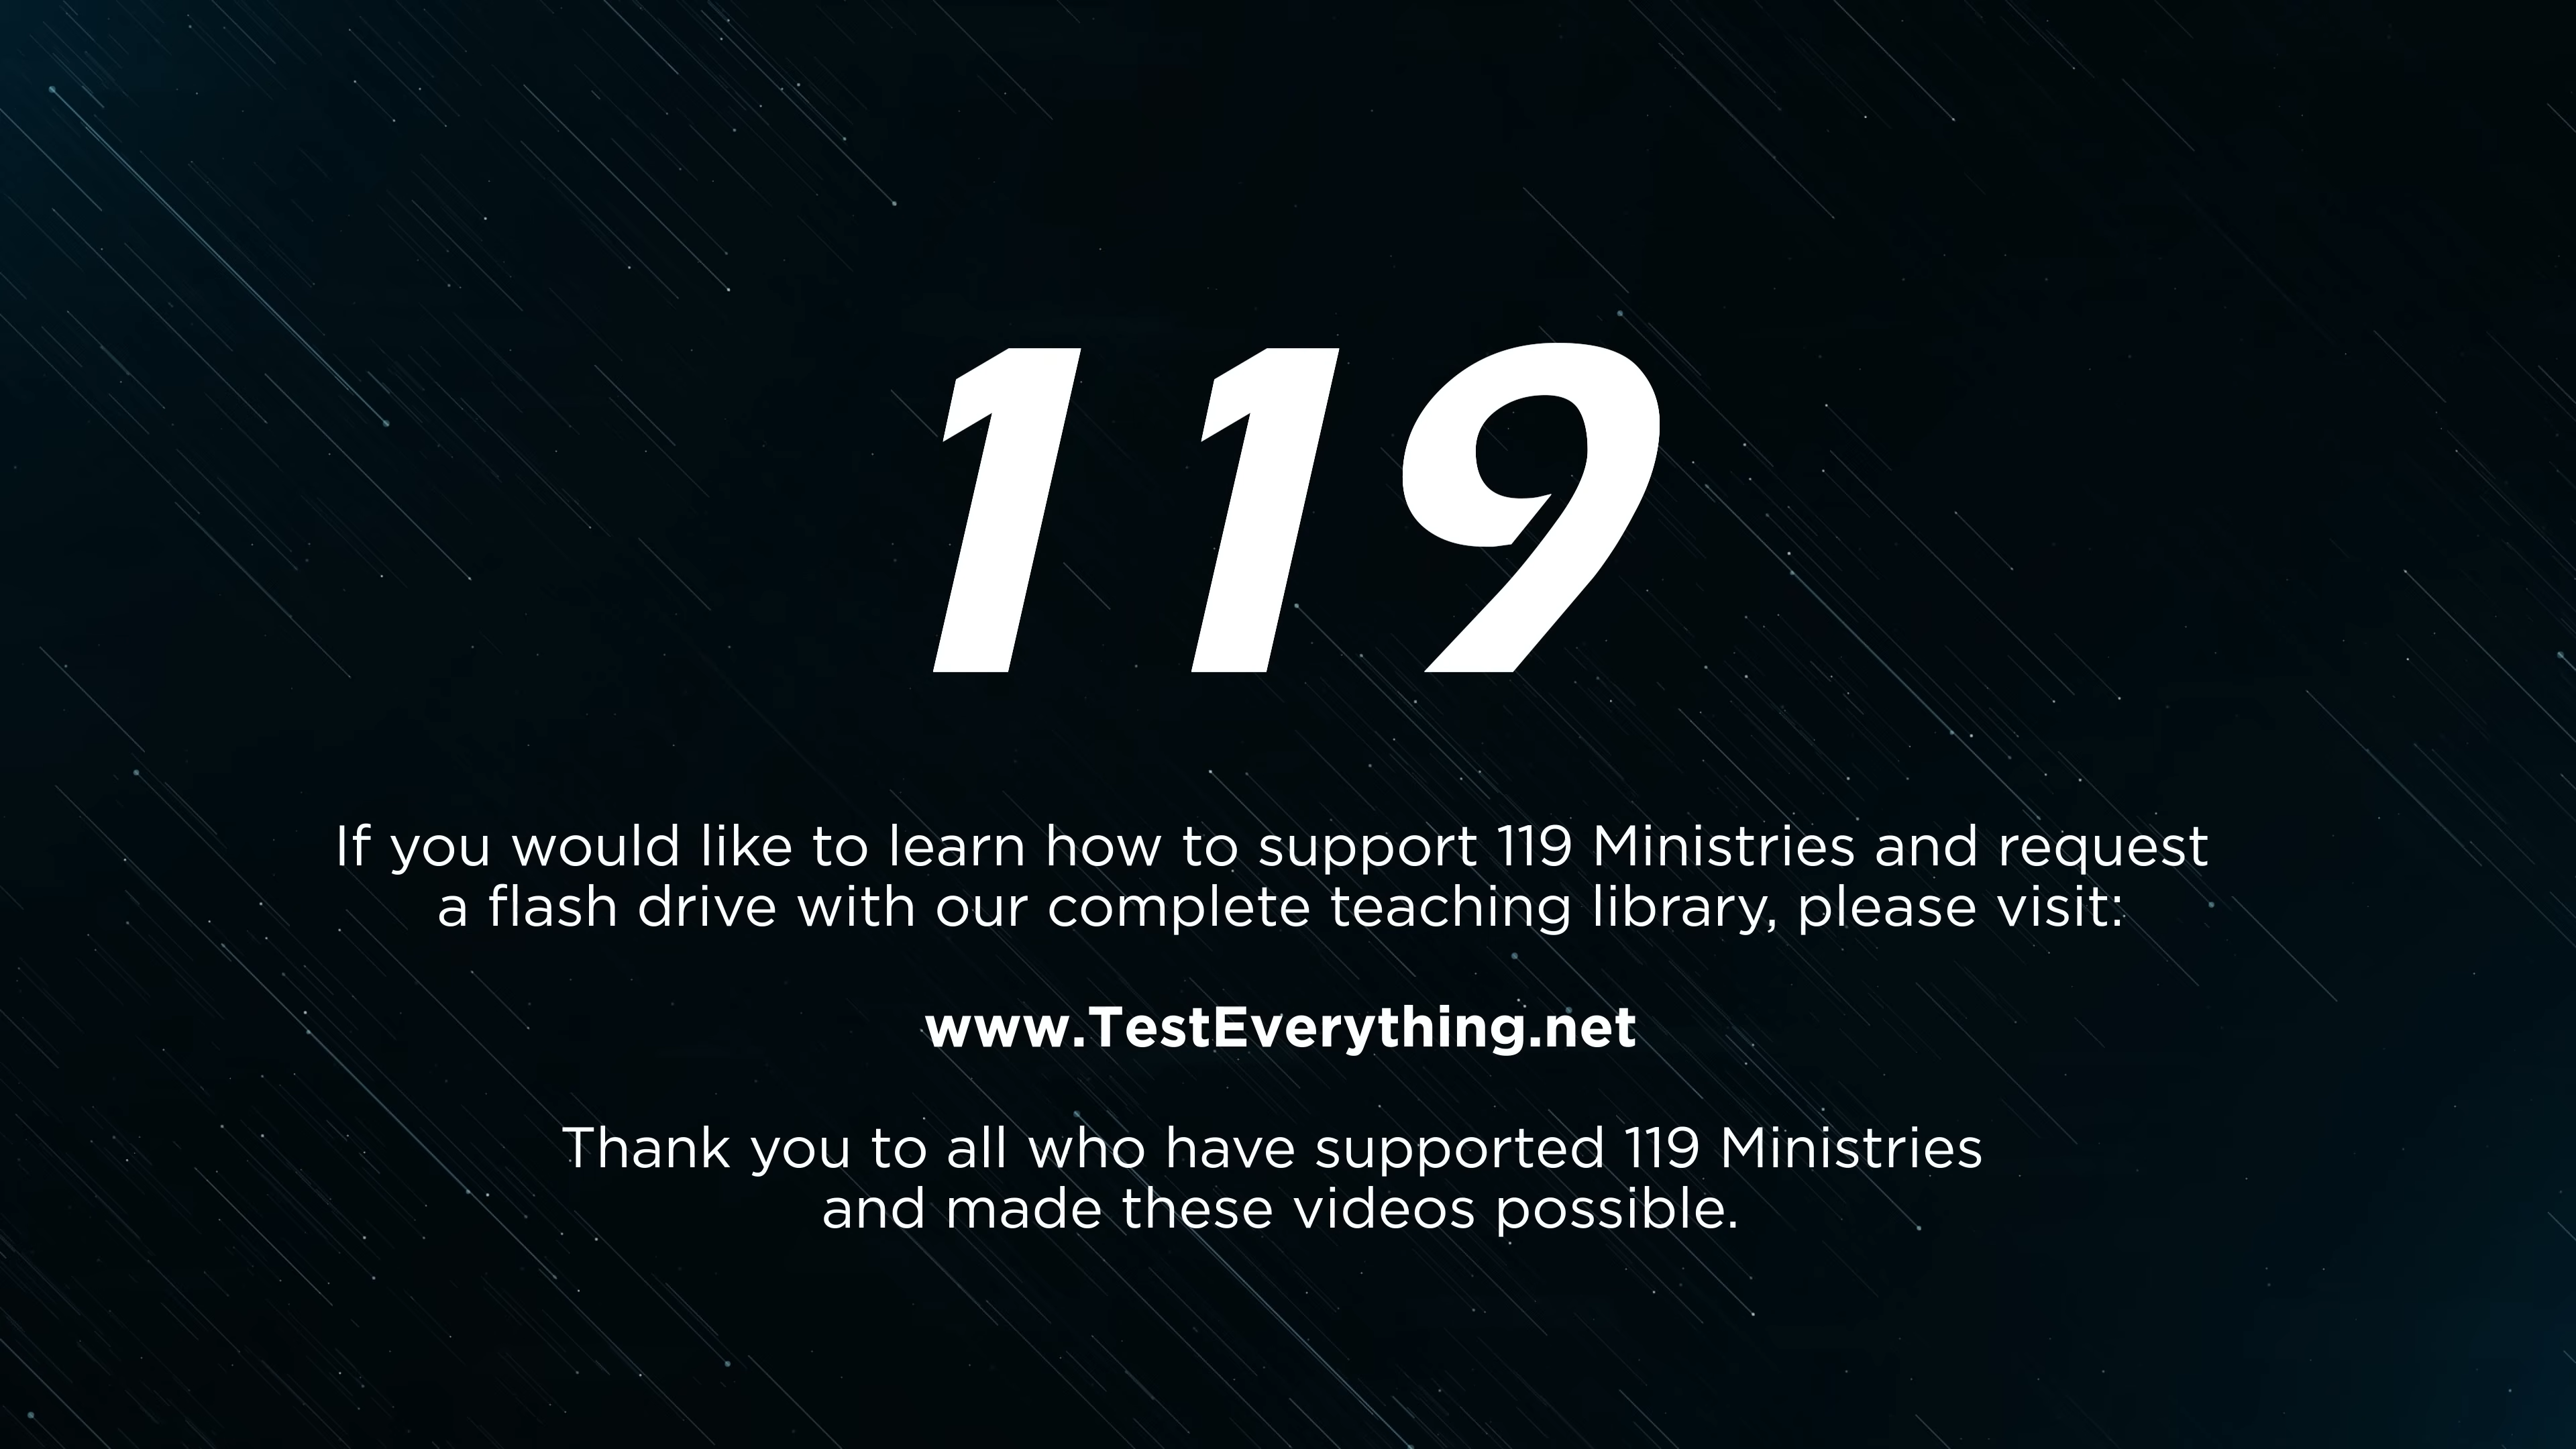 119
If you would like to learn how to support 119 Ministries and request
a flash drive with our complete teaching library, please visit:
www.TestEverything.net
Thank you to all who have supported 119 Ministries
and made these videos possible.